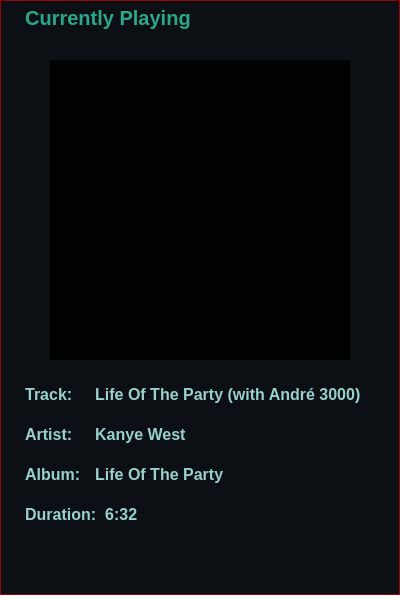 Currently Playing
Track: Life Of The Party (with André 3000)
Artist: Kanye West
Album: Life Of The Party
Duration: 6:32